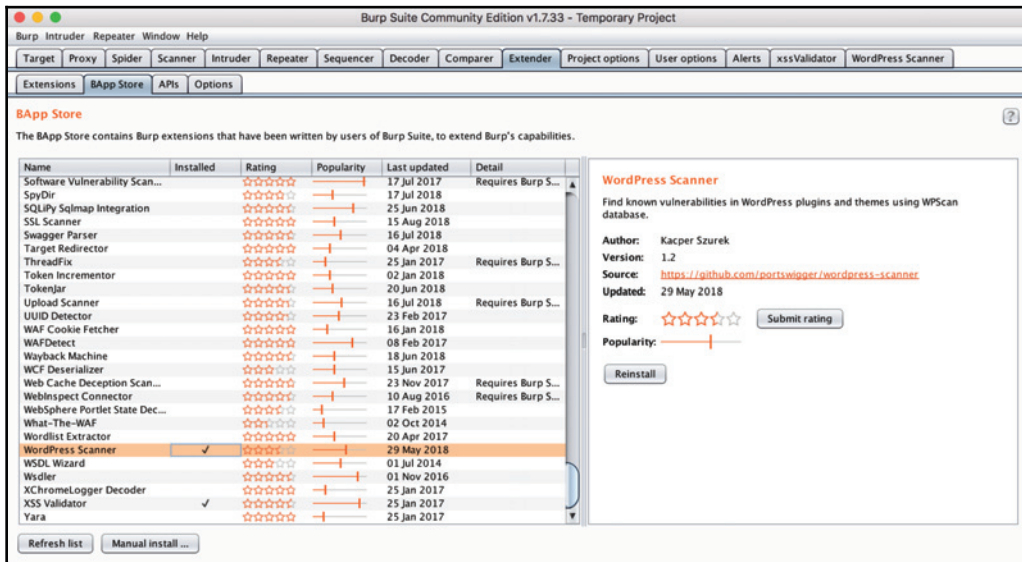 Burp Suite Community Edition v1.7.33 - Temporary Project
Burp Intruder Repeater Window Help
Target Proxy Spider Scanner Intruder Repeater Sequencer Decoder Comparer Extender Project options User options Alerts xssValidator WordPress Scanner
Extensions BApp Store APIs Options
BApp Store
?
The BApp Store contains Burp extensions that have been written by users of Burp Suite, to extend Burp's capabilities.
Name Installed Rating Popularity Last updated Detail
Software Vulnerability Scan... 17 Jul 2017 Requires Burp S...
SpyDir 17 Jul 2018
SQLiPy Sqlmap Integration 25 Jun 2018
SSL Scanner 15 Aug 2018
Swagger Parser 16 Jul 2018
Target Redirector 04 Apr 2018
ThreadFix 25 Jan 2017 Requires Burp S...
Token Incrementor 02 Jan 2018
TokenJar 20 Jun 2018
Upload Scanner 16 Jul 2018 Requires Burp S...
UUID Detector 23 Feb 2017
WAF Cookie Fetcher 16 Jan 2018
WAFDetect 08 Feb 2017
Wayback Machine 18 Jun 2018
WCF Deserializer 15 Jun 2017
Web Cache Deception Scan... 23 Nov 2017 Requires Burp S...
WebInspect Connector 10 Aug 2016 Requires Burp S...
WebSphere Portlet State Dec... 17 Feb 2015
What-The-WAF 02 Oct 2014
Wordlist Extractor 20 Apr 2017
WordPress Scanner ✓ 29 May 2018
WSDL Wizard 01 Jul 2014
Wsdler 01 Nov 2016
XChromeLogger Decoder 25 Jan 2017
XSS Validator ✓ 25 Jan 2017
Yara 25 Jan 2017
Refresh list Manual install ...
WordPress Scanner
Find known vulnerabilities in WordPress plugins and themes using WPScan
database.
Author: Kacper Szurek
Version: 1.2
Source: https://github.com/portswigger/wordpress-scanner
Updated: 29 May 2018
Rating: Submit rating
Popularity:
Reinstall